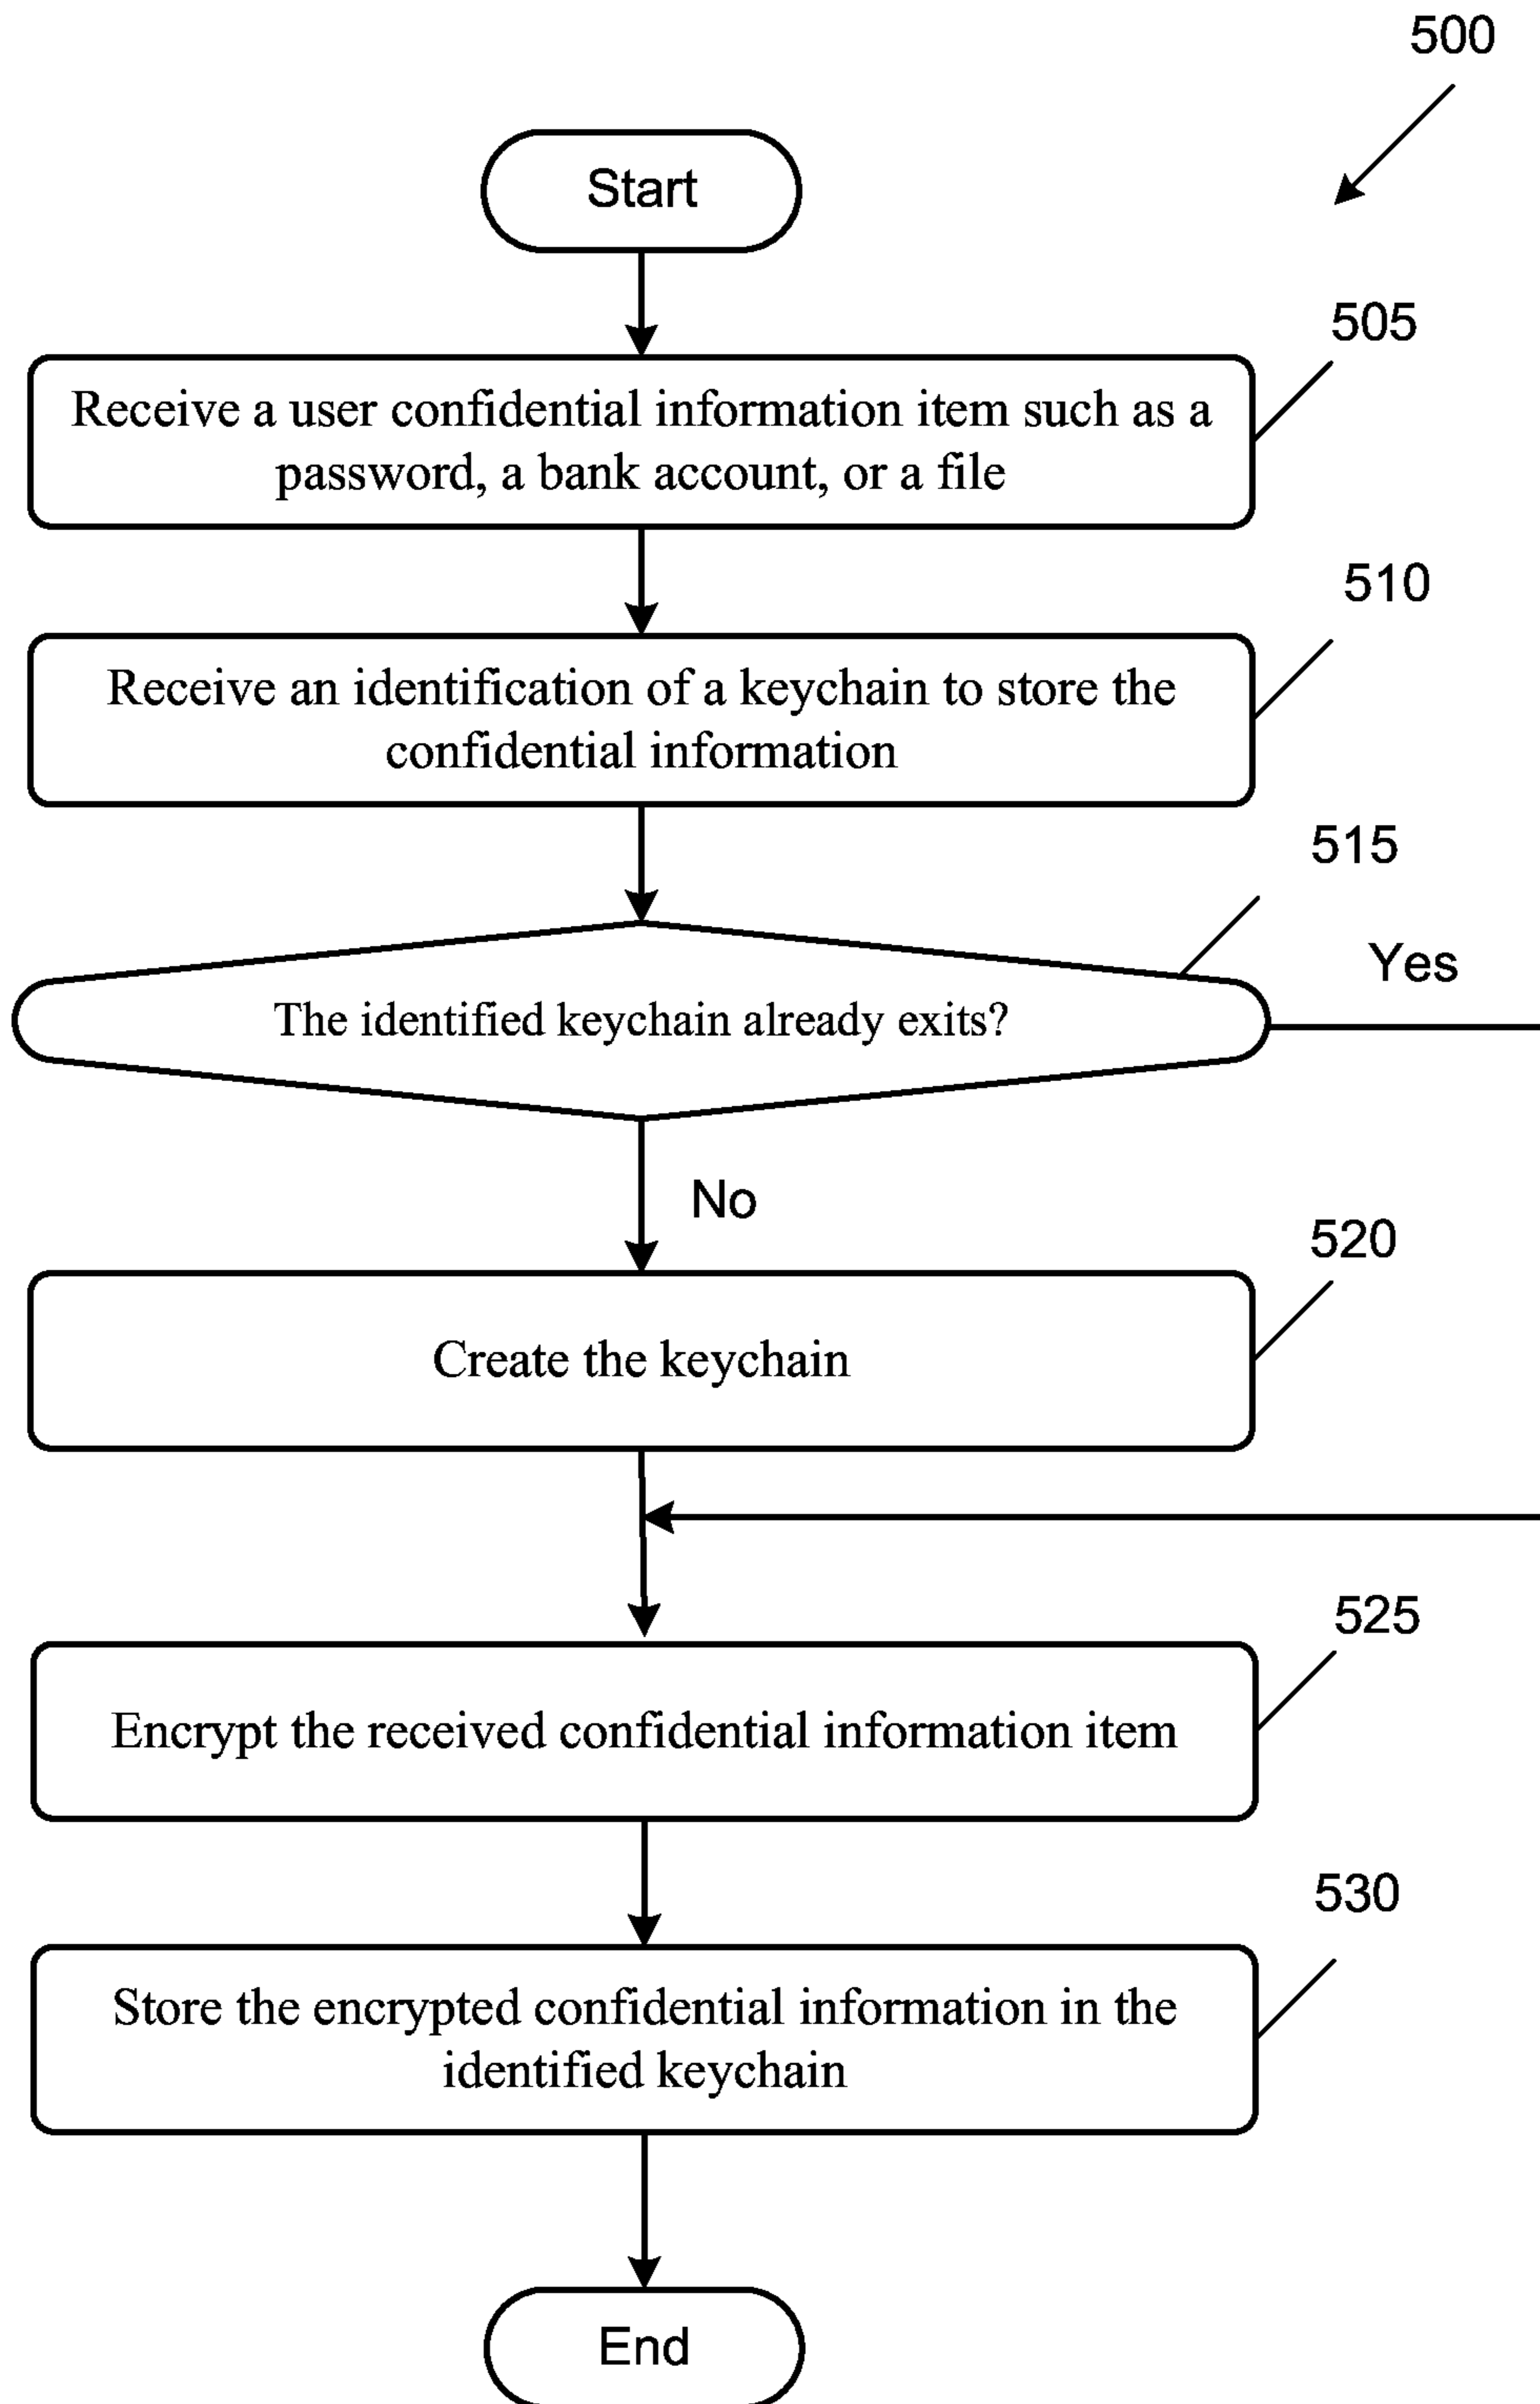 500
Start
505
Receive a user confidential information item such as a
password, a bank account, or a file
510
Receive an identification of a keychain to store the
confidential information
515
Yes
The identified keychain already exits?
No
520
Create the keychain
525
Encrypt the received confidential information item
530
Store the encrypted confidential information in the
identified keychain
End